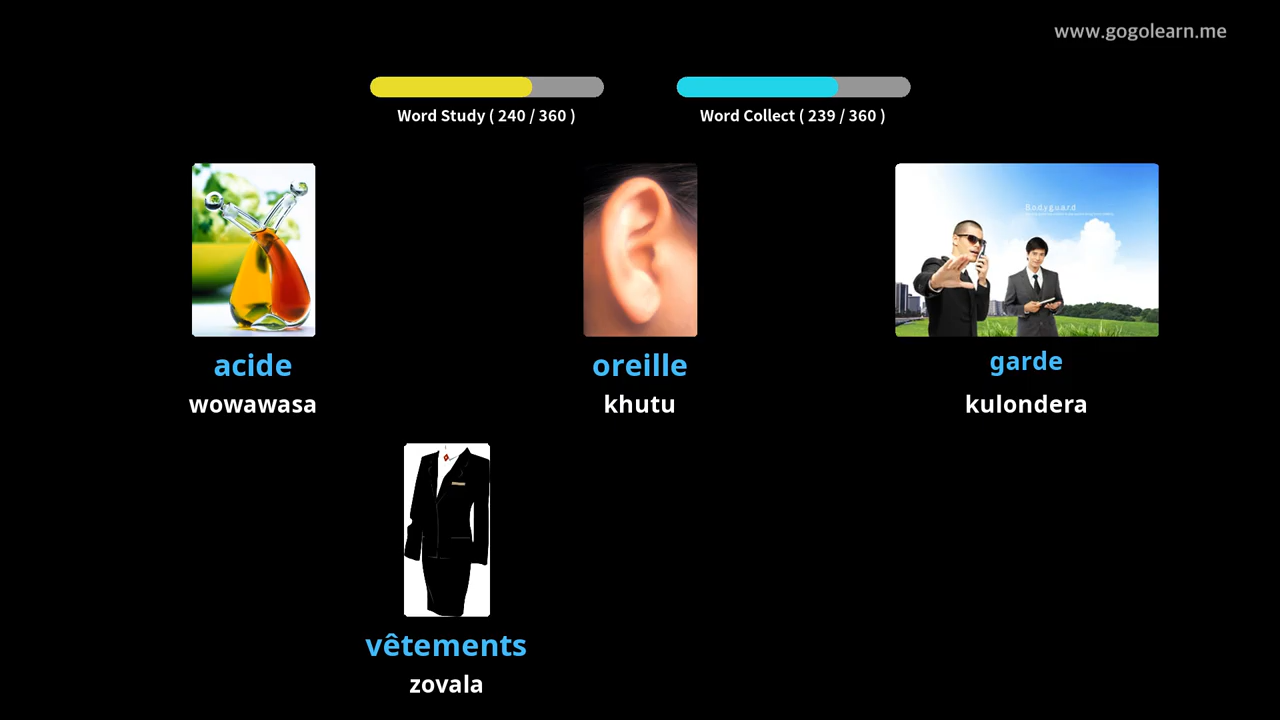 www.gogolearn.me
Word Study ( 240 / 360 )
Word Collect ( 239 / 360 )
Bodyguard
acide
oreille
garde
wowawasa
khutu
kulondera
vêtements
zovala